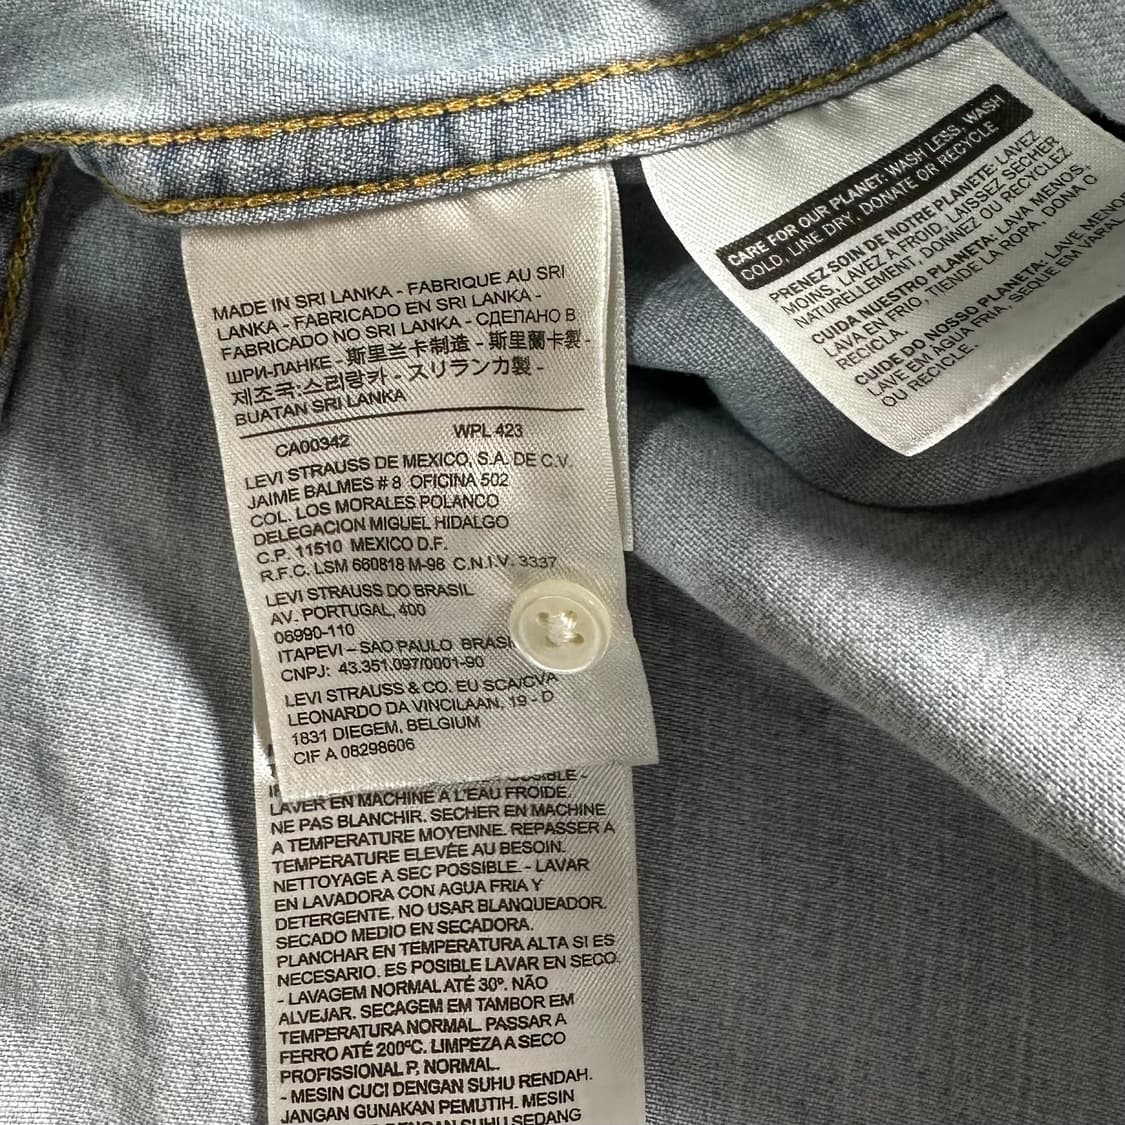 MADE IN SRI LANKA - FABRIQUE AU SRI
LANKA - FABRICADO EN SRI LANKA -
FABRICADO NO SRI LANKA - СДЕЛАНО В
ШРИ-ЛАНКЕ - 斯里兰卡制造 - 斯里蘭卡製 -
제조국:스리랑카 - スリランカ製 -
BUATAN SRI LANKA
CA00342 WPL 423
LEVI STRAUSS DE MEXICO, S.A. DE C.V.
JAIME BALMES # 8 OFICINA 502
COL. LOS MORALES POLANCO
DELEGACION MIGUEL HIDALGO
C.P. 11510 MEXICO D.F.
R.F.C. LSM 660818 M-96 C.N.I.V. 3337
LEVI STRAUSS DO BRASIL
AV. PORTUGAL, 400
06990-110
ITAPEVI – SAO PAULO BRASI
CNPJ: 43.351.097/0001-90
LEVI STRAUSS & CO. EU SCA/CVA
LEONARDO DA VINCILAAN, 19 - D
1831 DIEGEM, BELGIUM
CIF A 08298606
LAVER EN MACHINE A L'EAU FROIDE.
NE PAS BLANCHIR. SECHER EN MACHINE
A TEMPERATURE MOYENNE. REPASSER A
TEMPERATURE ELEVÉE AU BESOIN.
NETTOYAGE A SEC POSSIBLE. - LAVAR
EN LAVADORA CON AGUA FRIA Y
DETERGENTE. NO USAR BLANQUEADOR.
SECADO MEDIO EN SECADORA.
PLANCHAR EN TEMPERATURA ALTA SI ES
NECESARIO. ES POSIBLE LAVAR EN SECO.
- LAVAGEM NORMAL ATÉ 30º. NÃO
ALVEJAR. SECAGEM EM TAMBOR EM
TEMPERATURA NORMAL. PASSAR A
FERRO ATÉ 200ºC. LIMPEZA A SECO
PROFISSIONAL P, NORMAL.
- MESIN CUCI DENGAN SUHU RENDAH.
JANGAN GUNAKAN PEMUTIH. MESIN
DENGAN SUHU SEDANG
CARE FOR OUR PLANET: WASH LESS, WASH
COLD, LINE DRY, DONATE OR RECYCLE
PRENEZ SOIN DE NOTRE PLANETE: LAVEZ
MOINS, LAVEZ A FROID, LAISSEZ SECHER
NATURELLEMENT, DONNEZ OU RECYCLEZ
CUIDA NUESTRO PLANETA: LAVA MENOS,
LAVA EN FRIO, TIENDE LA ROPA, DONA O
RECICLA.
CUIDE DO NOSSO PLANETA: LAVE MENO
LAVE EM AGUA FRIA, SEQUE EM VARAL
OU RECICLE.